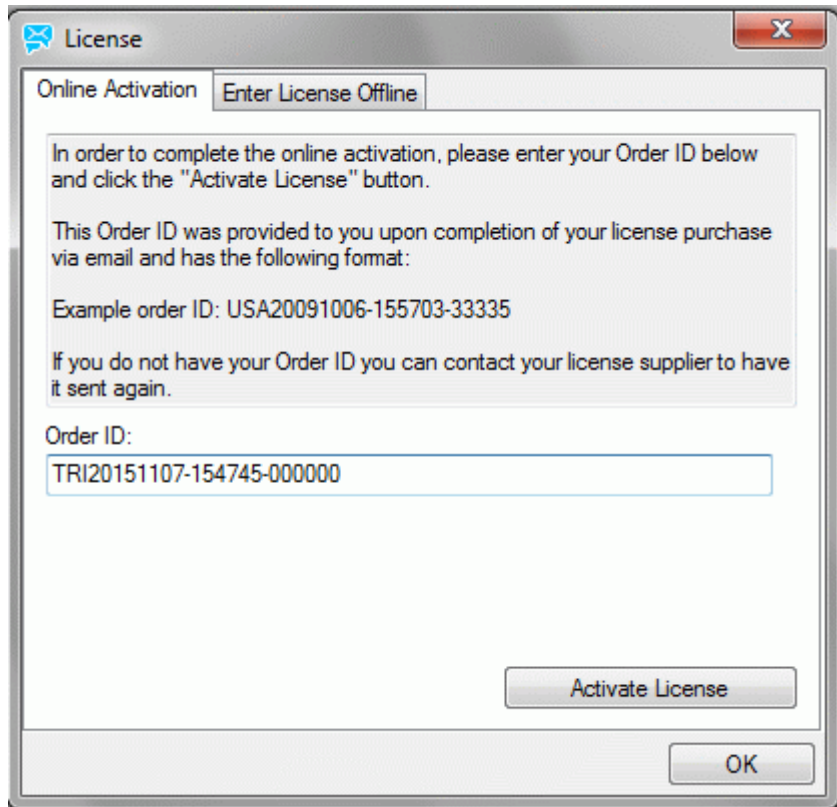 License
Online Activation
Enter License Offline
In order to complete the online activation, please enter your Order ID below
and click the "Activate License" button.
This Order ID was provided to you upon completion of your license purchase
via email and has the following format:
Example order ID: USA20091006-155703-33335
If you do not have your Order ID you can contact your license supplier to have
it sent again.
Order ID:
TRI20151107-154745-000000
Activate License
OK